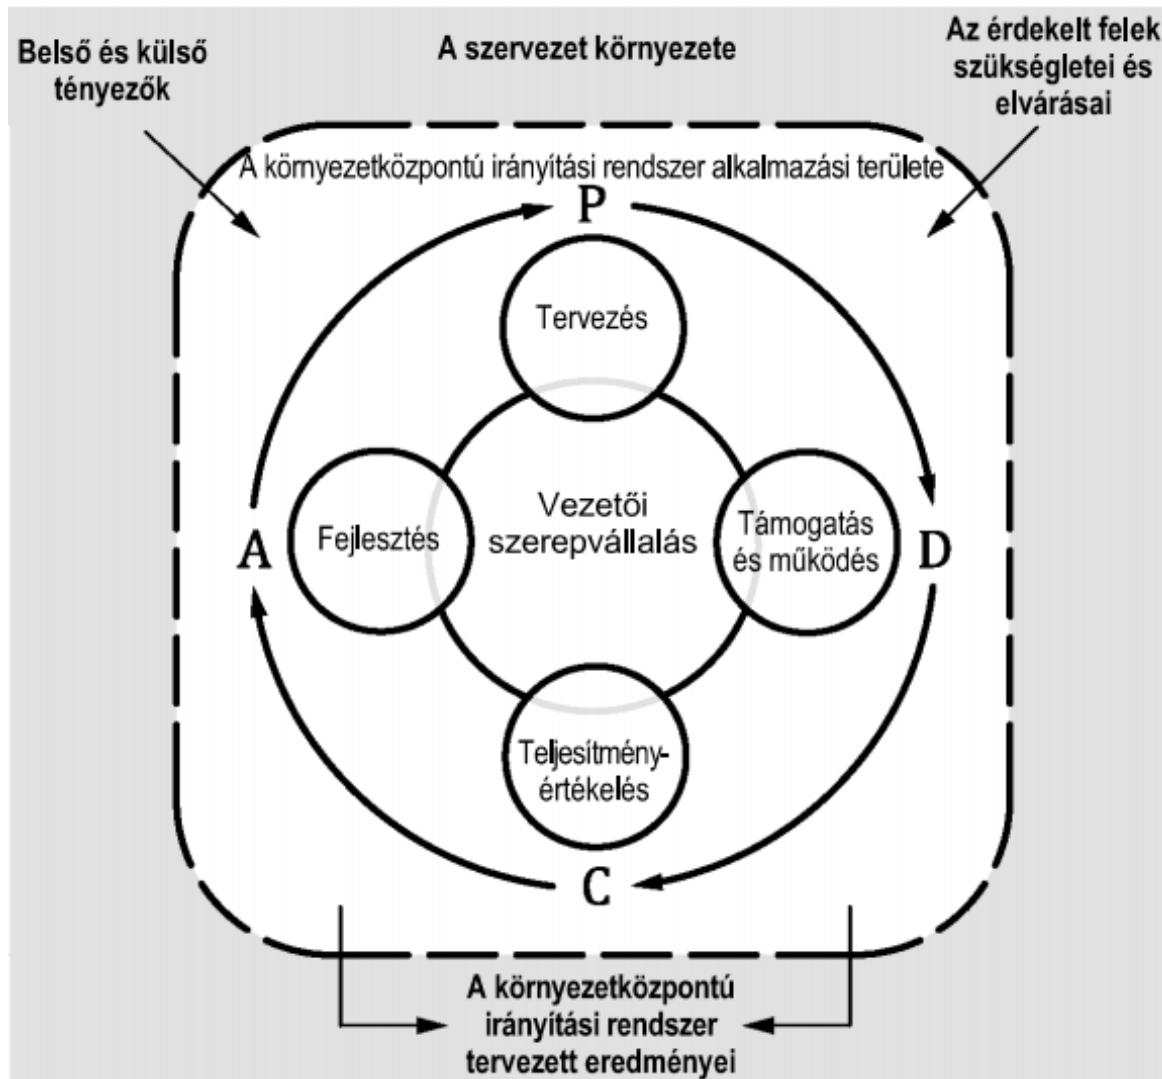 Belső és külső
tényezők
A szervezet környezete
Az érdekelt felek
szükségletei és
elvárásai
A környezetközpontú irányítási rendszer alkalmazási területe
P
Tervezés
Fejlesztés
Vezetői
szerepvállalás
Támogatás
és működés
A
D
Teljesítmény-
értékelés
C
A környezetközpontú
irányítási rendszer
tervezett eredményei